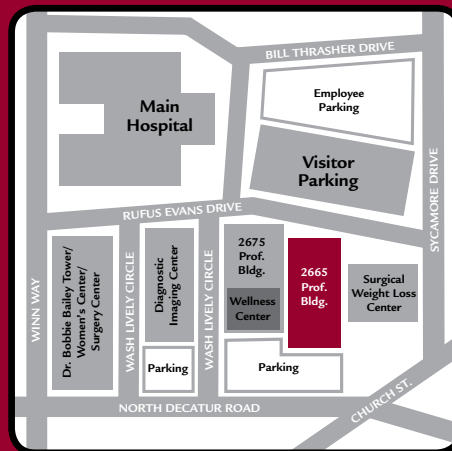 BILL THRASHER DRIVE
Main
Hospital
Employee
Parking
Visitor
Parking
SYCAMORE DRIVE
RUFUS EVANS DRIVE
WINN WAY
Dr. Bobbie Bailey Tower/
Women's Center/
Surgery Center
WASH LIVELY CIRCLE
Diagnostic
Imaging Center
Parking
WASH LIVELY CIRCLE
2675
Prof.
Bldg.
Wellness
Center
2665
Prof.
Bldg.
Surgical
Weight Loss
Center
Parking
NORTH DECATUR ROAD
CHURCH ST.